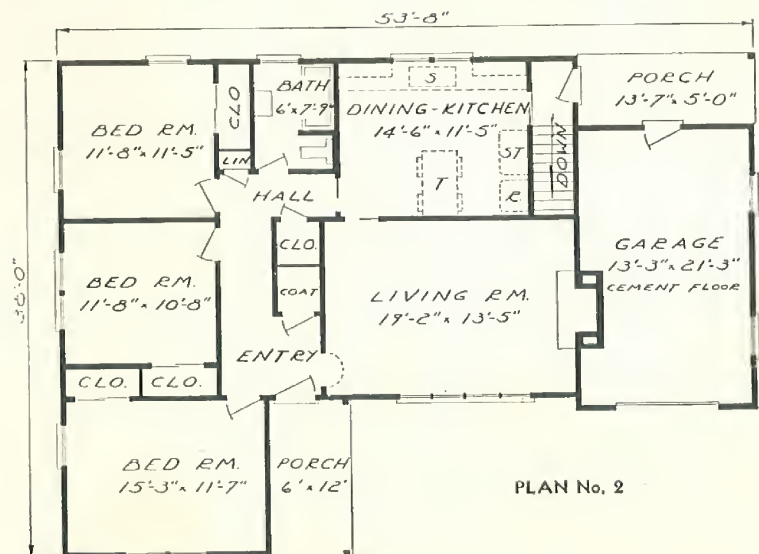 53'-8"
38'-0"
BED RM.
11'-8" x 11'-5"
CLO
LIN
BATH
6' x 7'-9"
S
DINING-KITCHEN
14'-6" x 11'-5"
ST
T
R.
DOWN
PORCH
13'-7" x 5'-0"
HALL
CLO.
COAT
BED RM.
11'-8" x 10'-8"
CLO.
CLO.
ENTRY
LIVING RM.
19'-2" x 13'-5"
GARAGE
13'-3" x 21'-3"
CEMENT FLOOR
BED RM.
15'-3" x 11'-7"
PORCH
6' x 12'
PLAN No. 2